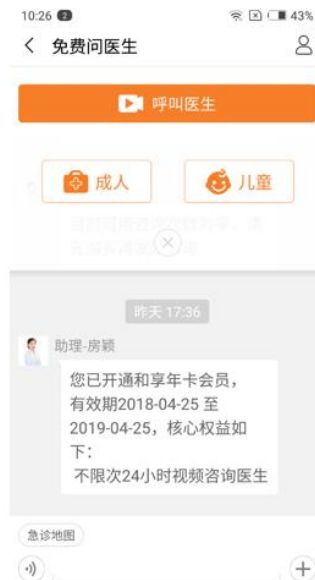 10:26 2 43%
免费问医生
呼叫医生
成人 儿童
昨天 17:36
助理-房颖
您已开通和享年卡会员，
有效期2018-04-25 至
2019-04-25，核心权益如
下：
不限次24小时视频咨询医生
急诊地图